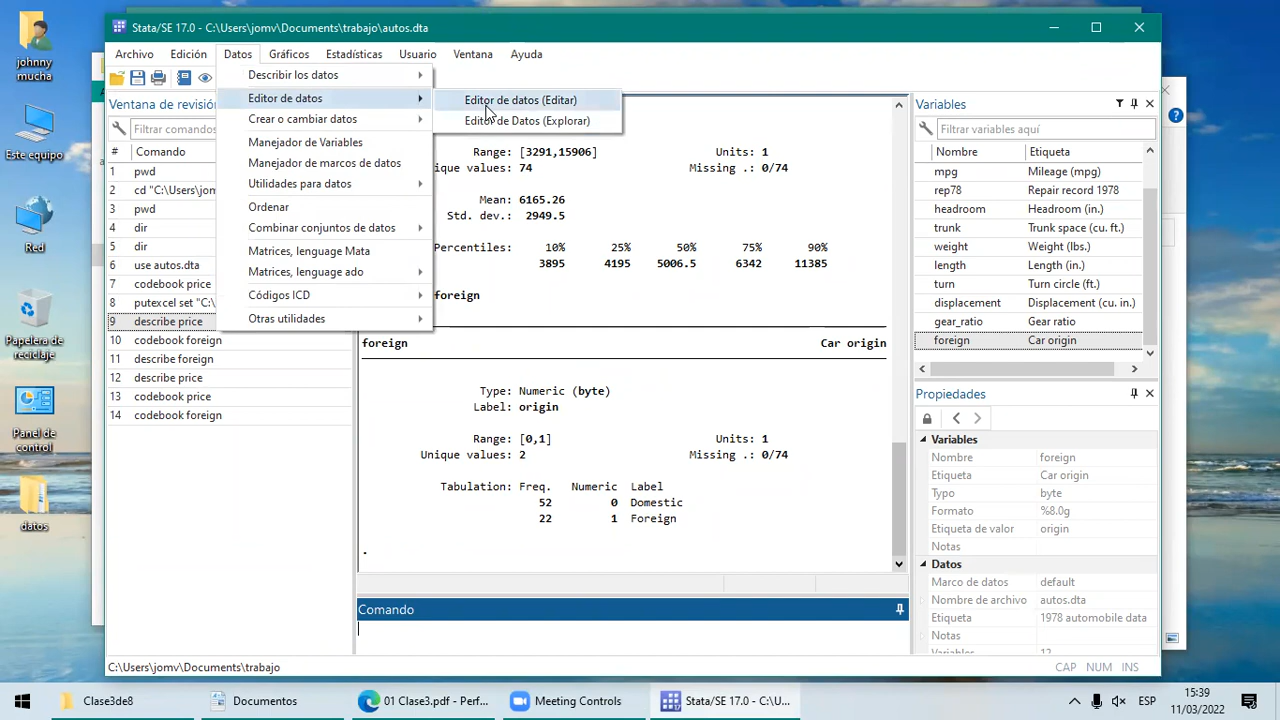 johnny
mucha
Este equipo
Red
Papelera de
reciclaje
Panel de
control
datos
Stata/SE 17.0 - C:\Users\jomv\Documents\trabajo\autos.dta
Archivo Edición Datos Gráficos Estadísticas Usuario Ventana Ayuda
Ventana de revisió
Filtrar comandos
# Comando
1 pwd
2 cd "C:\Users\jom
3 pwd
4 dir
5 dir
6 use autos.dta
7 codebook price
8 putexcel set "C:\
9 describe price
10 codebook foreign
11 describe foreign
12 describe price
13 codebook price
14 codebook foreign
Describir los datos
Editor de datos
Crear o cambiar datos
Manejador de Variables
Manejador de marcos de datos
Utilidades para datos
Ordenar
Combinar conjuntos de datos
Matrices, lenguage Mata
Matrices, lenguage ado
Códigos ICD
Otras utilidades
Editor de datos (Editar)
Editor de Datos (Explorar)
Range: [3291,15906] Units: 1
que values: 74 Missing .: 0/74
Mean: 6165.26
Std. dev.: 2949.5
Percentiles: 10% 25% 50% 75% 90%
3895 4195 5006.5 6342 11385
foreign
foreign Car origin
Type: Numeric (byte)
Label: origin
Range: [0,1] Units: 1
Unique values: 2 Missing .: 0/74
Tabulation: Freq. Numeric Label
52 0 Domestic
22 1 Foreign
.
Comando
Variables
Filtrar variables aquí
Nombre Etiqueta
mpg Mileage (mpg)
rep78 Repair record 1978
headroom Headroom (in.)
trunk Trunk space (cu. ft.)
weight Weight (lbs.)
length Length (in.)
turn Turn circle (ft.)
displacement Displacement (cu. in.)
gear_ratio Gear ratio
foreign Car origin
Propiedades
Variables
Nombre foreign
Etiqueta Car origin
Typo byte
Formato %8.0g
Etiqueta de valor origin
Notas
Datos
Marco de datos default
Nombre de archivo autos.dta
Etiqueta 1978 automobile data
Notas
C:\Users\jomv\Documents\trabajo
CAP NUM INS
Clase3de8
Documentos
01 Clase3.pdf - Perf...
Meeting Controls
Stata/SE 17.0 - C:\U...
ESP
15:39
11/03/2022